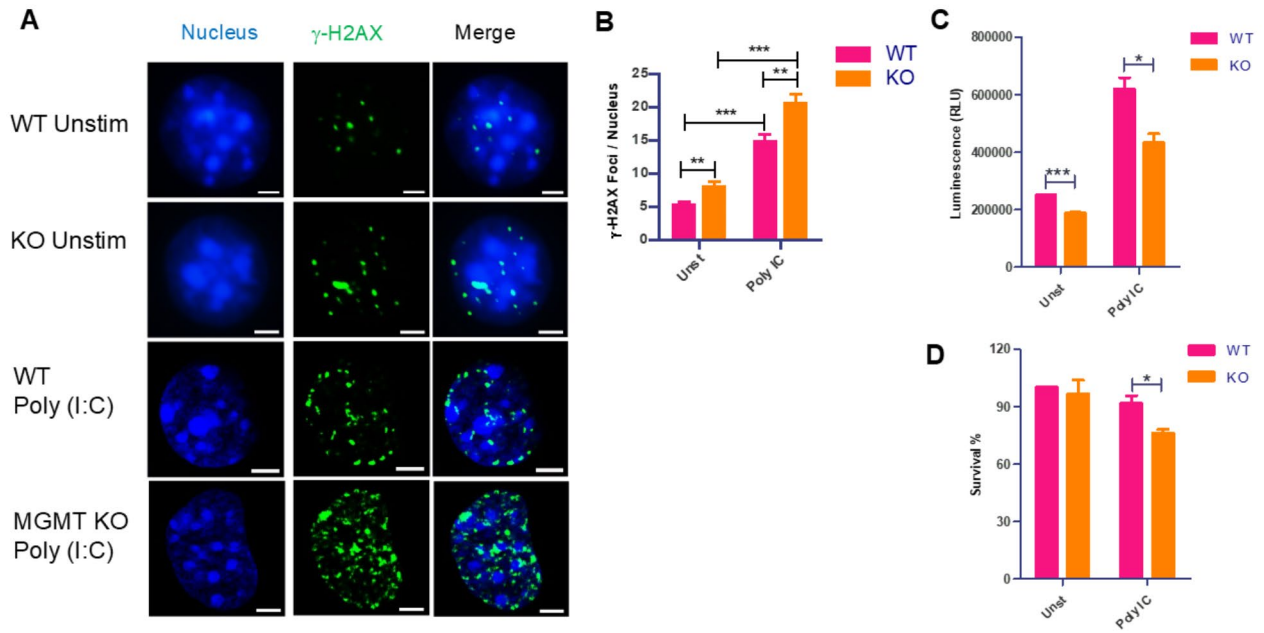 A
Nucleus
γ-H2AX
Merge
WT Unstim
KO Unstim
WT
Poly (I:C)
MGMT KO
Poly (I:C)
B
γ-H2AX Foci / Nucleus
25
20
15
10
5
0
**
***
**
***
Unst
Poly IC
WT
KO
C
Luminescence (RLU)
800000
600000
400000
200000
0
***
*
Unst
Poly IC
WT
KO
D
Survival %
120
90
60
30
0
*
Unst
Poly IC
WT
KO